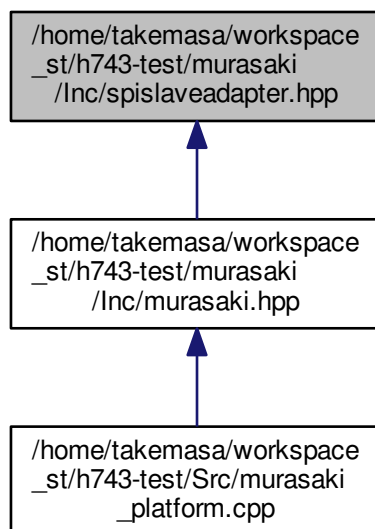 /home/takemasa/workspace
_st/h743-test/murasaki
/Inc/spislaveadapter.hpp
/home/takemasa/workspace
_st/h743-test/murasaki
/Inc/murasaki.hpp
/home/takemasa/workspace
_st/h743-test/Src/murasaki
_platform.cpp